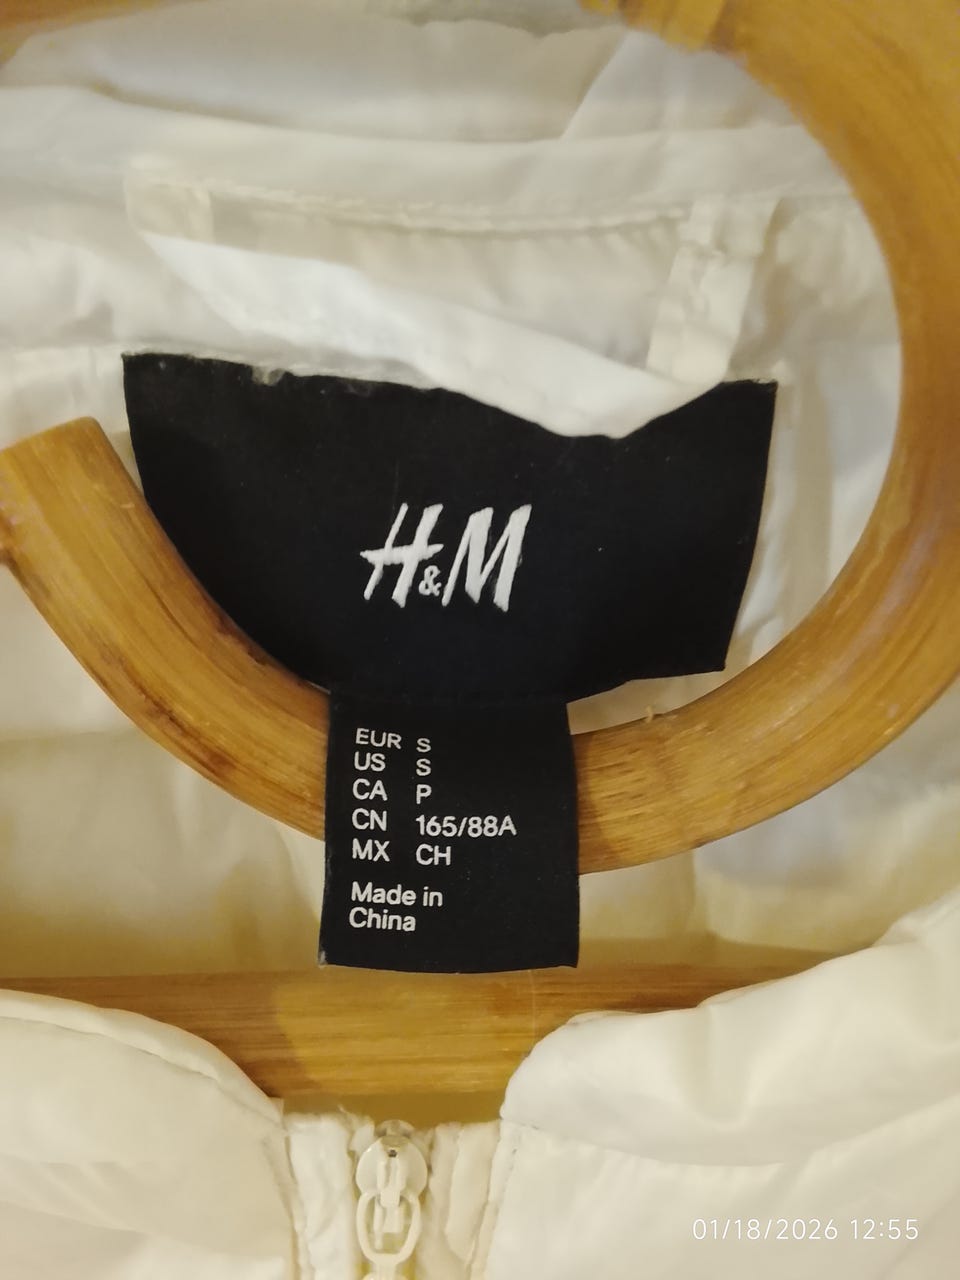 H&M
EUR S
US S
CA P
CN 165/88A
MX CH
Made in
China
01/18/2026 12:55